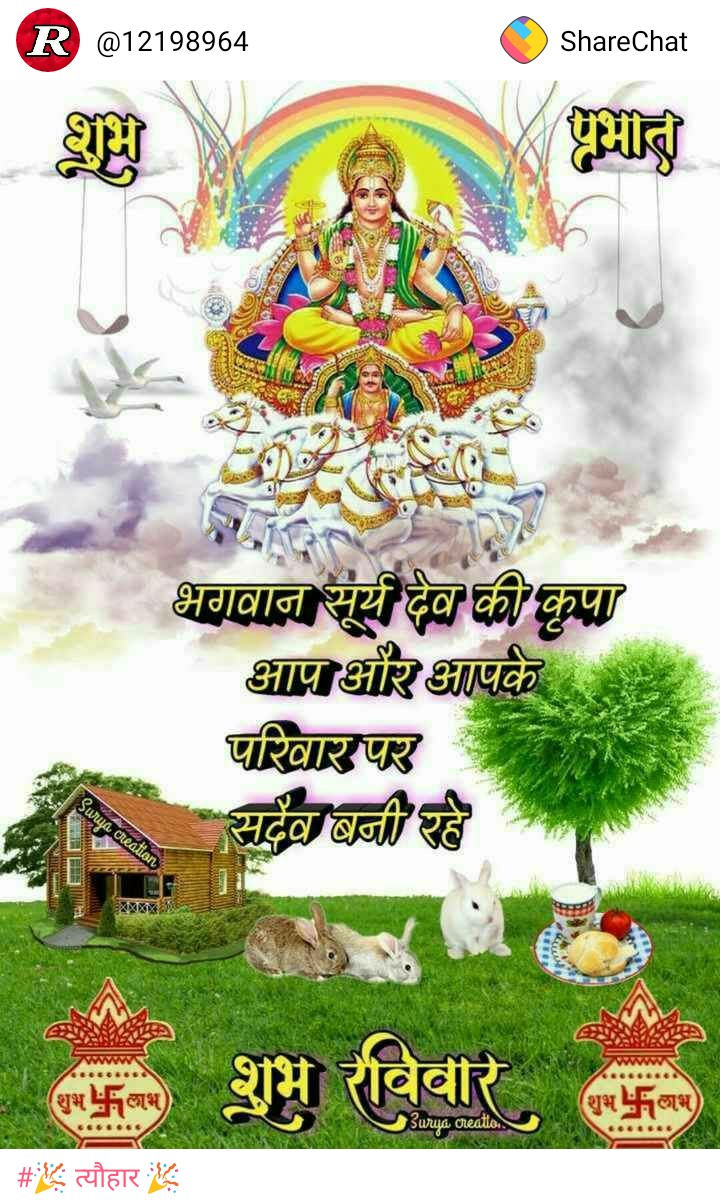 R @12198964 ShareChat
शुभ प्रभात
भगवान सूर्य देव की कृपा
आप और आपके
परिवार पर
सदैव बनी रहे
Surya creation
शुभ लाभ
शुभ रविवार
Surya creation
शुभ लाभ
#🎉 त्यौहार 🎉